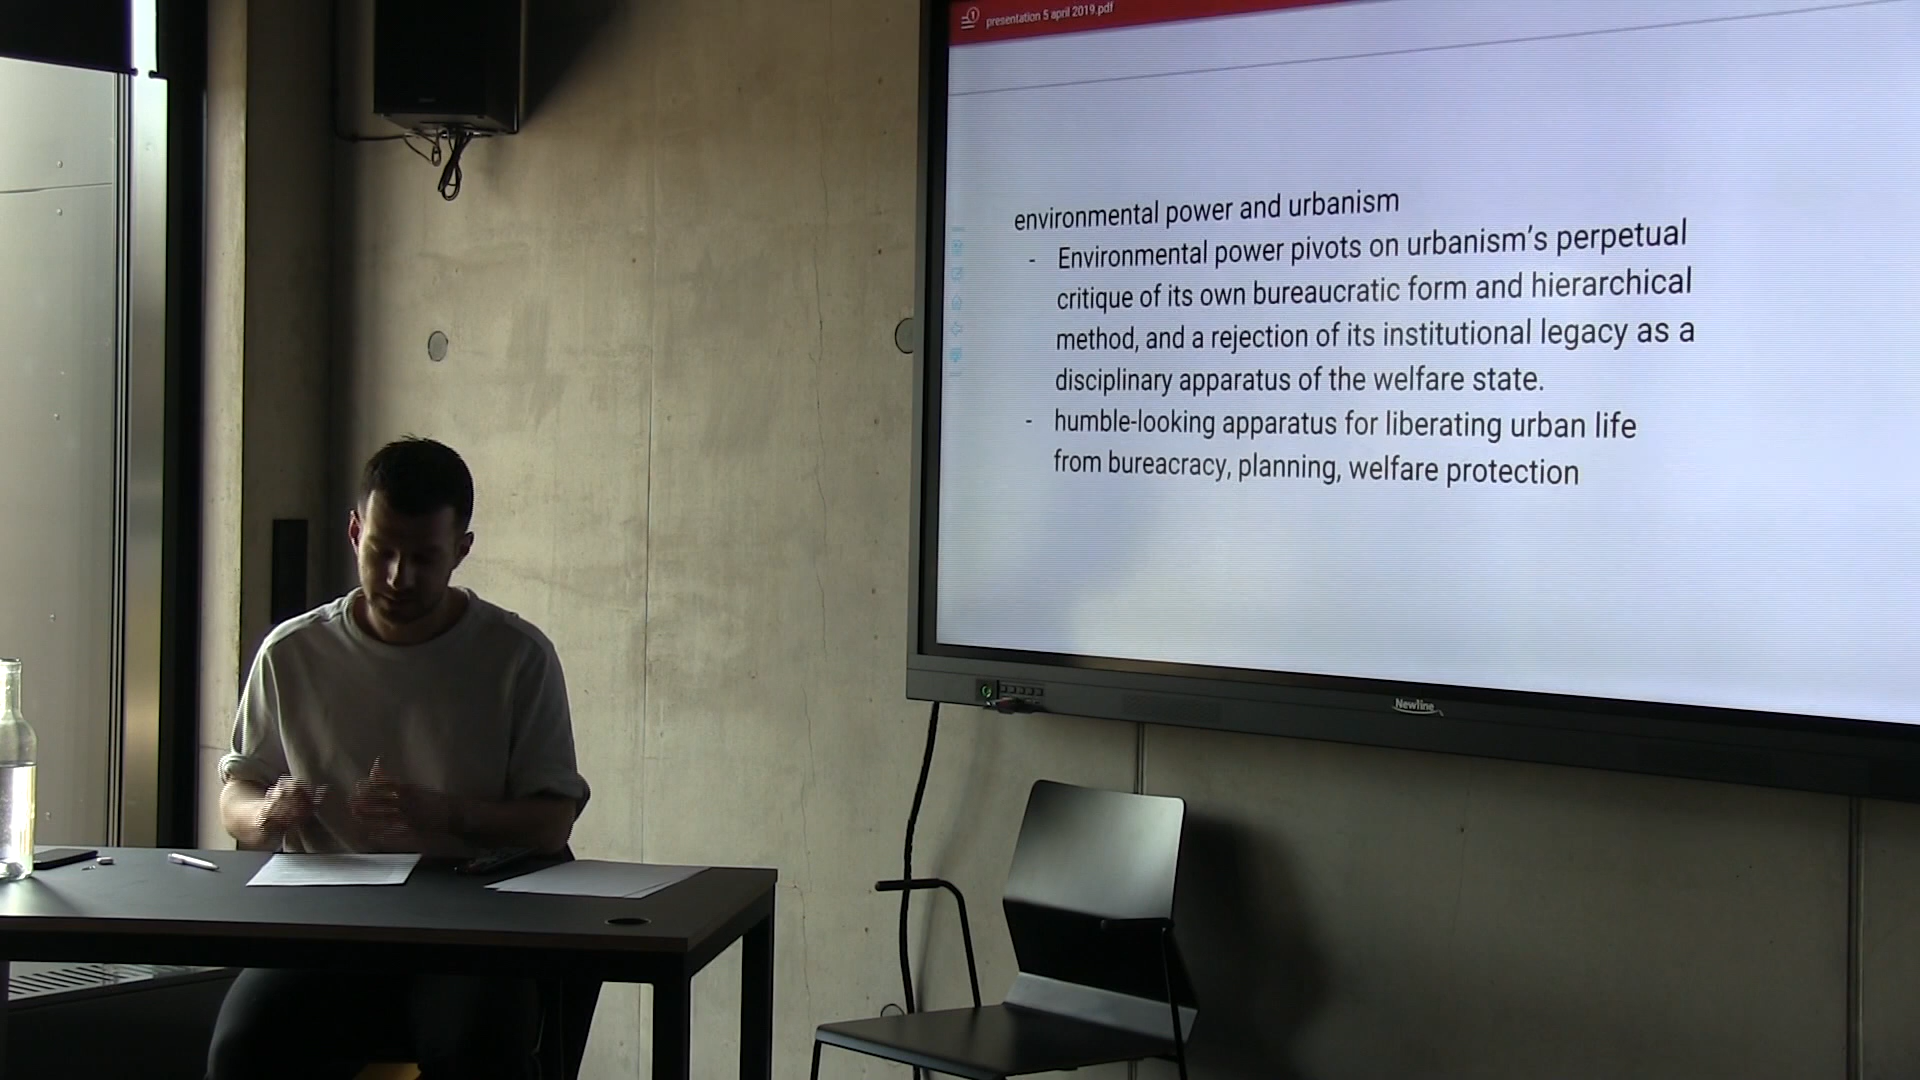 presentation 5 april 2019.pdf
environmental power and urbanism
- Environmental power pivots on urbanism's perpetual
critique of its own bureaucratic form and hierarchical
method, and a rejection of its institutional legacy as a
disciplinary apparatus of the welfare state.
- humble-looking apparatus for liberating urban life
from bureacracy, planning, welfare protection
Newline